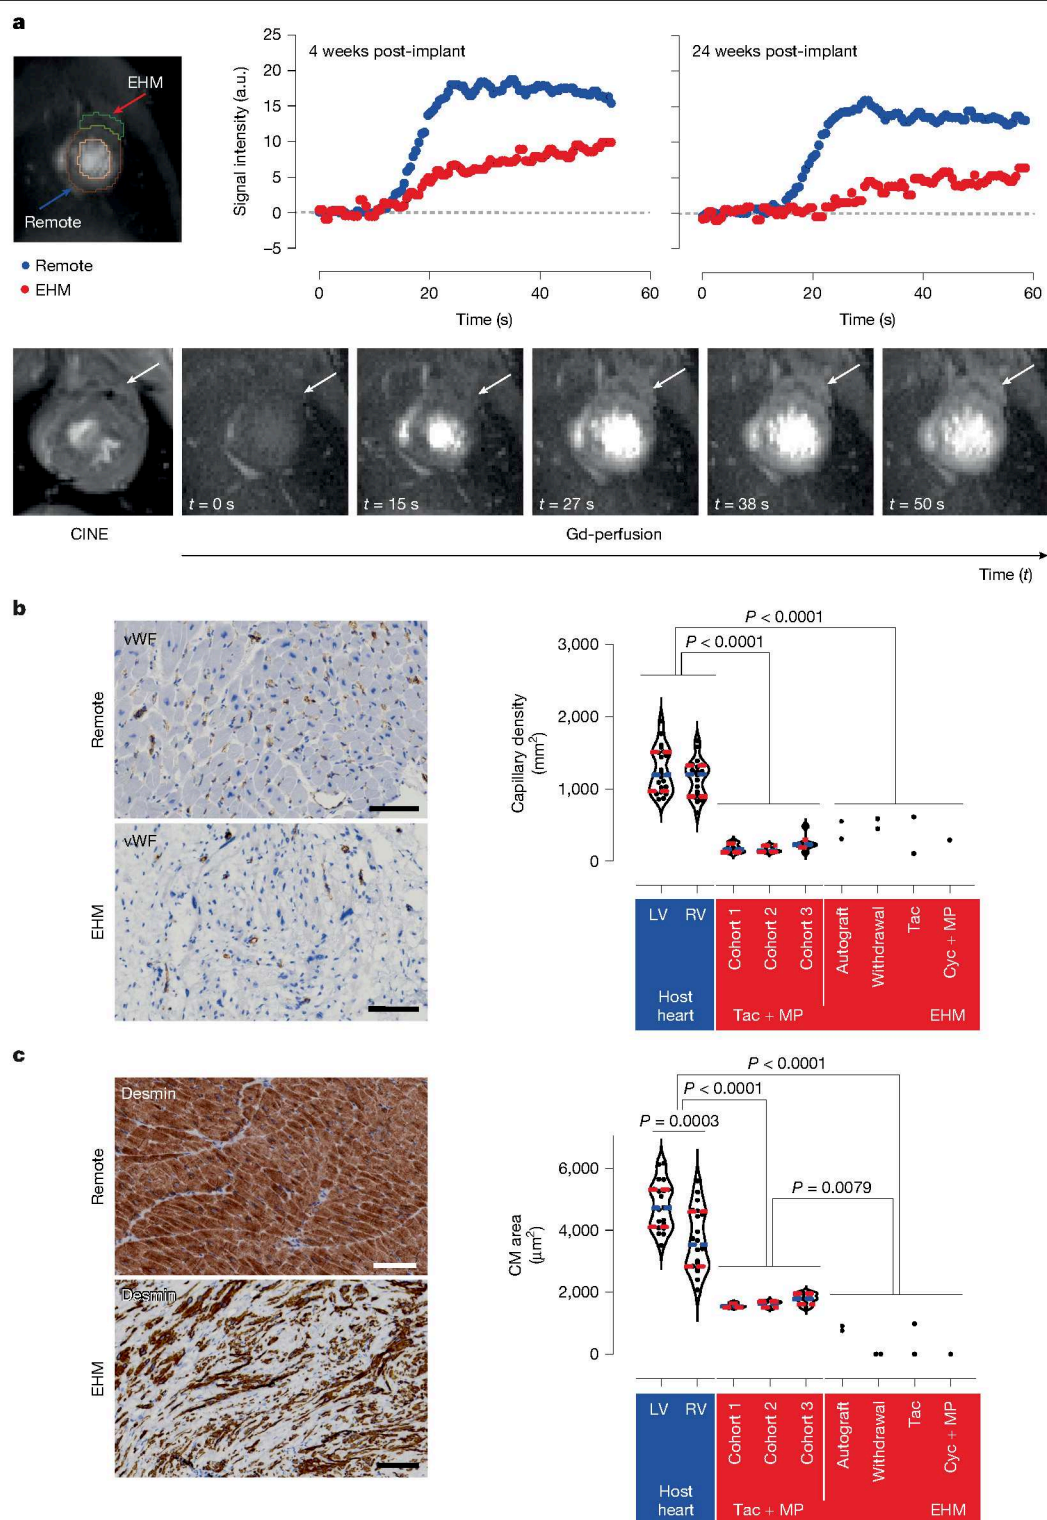 a
EHM
Remote
Remote
EHM
Signal intensity (a.u.)
25
20
15
10
5
0
–5
4 weeks post-implant
0
20
40
60
Time (s)
24 weeks post-implant
0
20
40
60
Time (s)
t = 0 s
t = 15 s
t = 27 s
t = 38 s
t = 50 s
CINE
Gd-perfusion
Time (t)
b
Remote
vWF
EHM
vWF
P < 0.0001
P < 0.0001
Capillary density
(mm²)
3,000
2,000
1,000
0
LV
RV
Cohort 1
Cohort 2
Cohort 3
Autograft
Withdrawal
Tac
Cyc + MP
Host
heart
Tac + MP
EHM
c
Remote
Desmin
EHM
Desmin
P < 0.0001
P < 0.0001
P = 0.0003
P = 0.0079
CM area
(μm²)
6,000
4,000
2,000
0
LV
RV
Cohort 1
Cohort 2
Cohort 3
Autograft
Withdrawal
Tac
Cyc + MP
Host
heart
Tac + MP
EHM